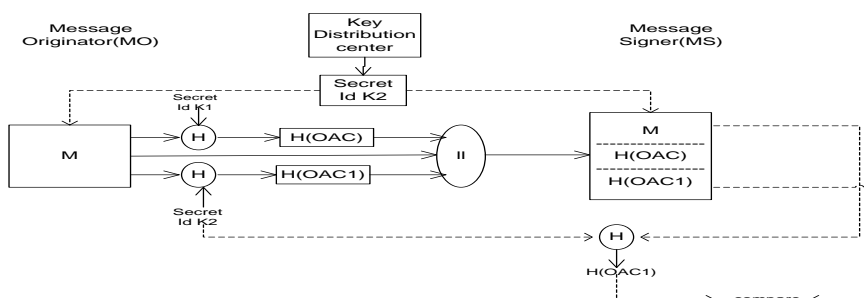 Message
Originator(MO)
Key
Distribution
center
Message
Signer(MS)
Secret
Id K2
Secret
Id K1
M
H
H(OAC)
II
M
H(OAC)
H(OAC1)
H
H(OAC1)
Secret
Id K2
H
H(OAC1)
compare